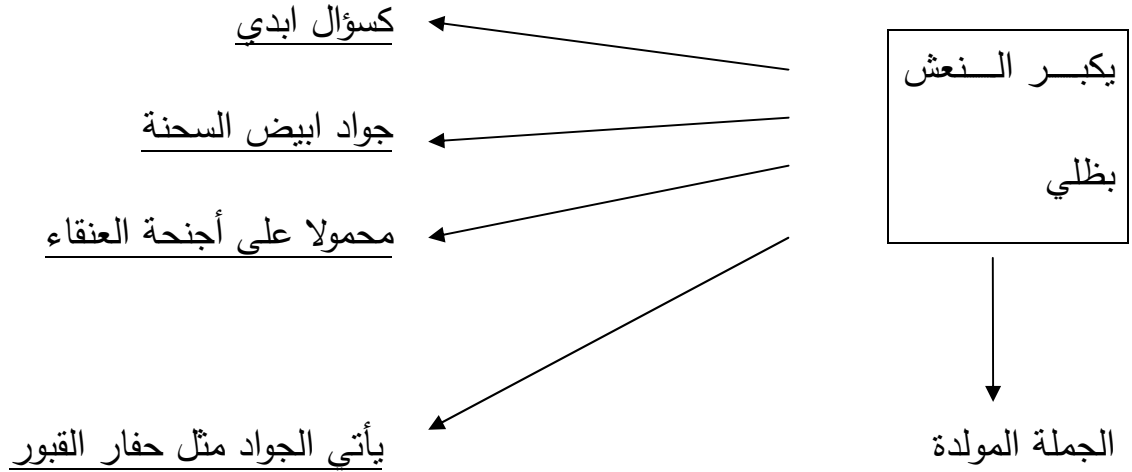 يكبر النعش
بظلي
الجملة المولدة
كسؤال ابدي
جواد ابيض السحنة
محمولا على أجنحة العنقاء
يأتي الجواد مثل حفار القبور